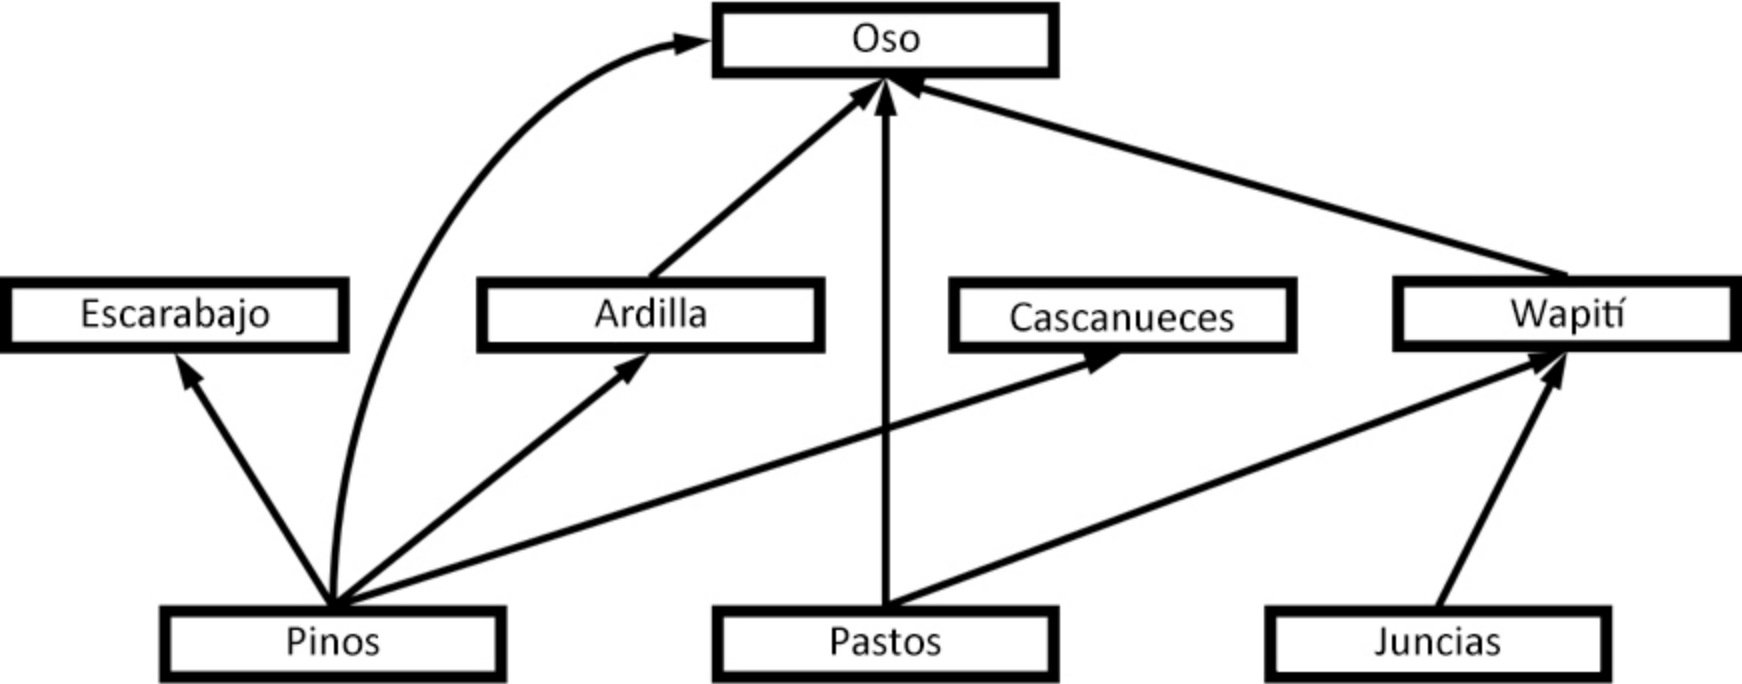 Oso
Escarabajo
Ardilla
Cascanueces
Wapití
Pinos
Pastos
Juncias